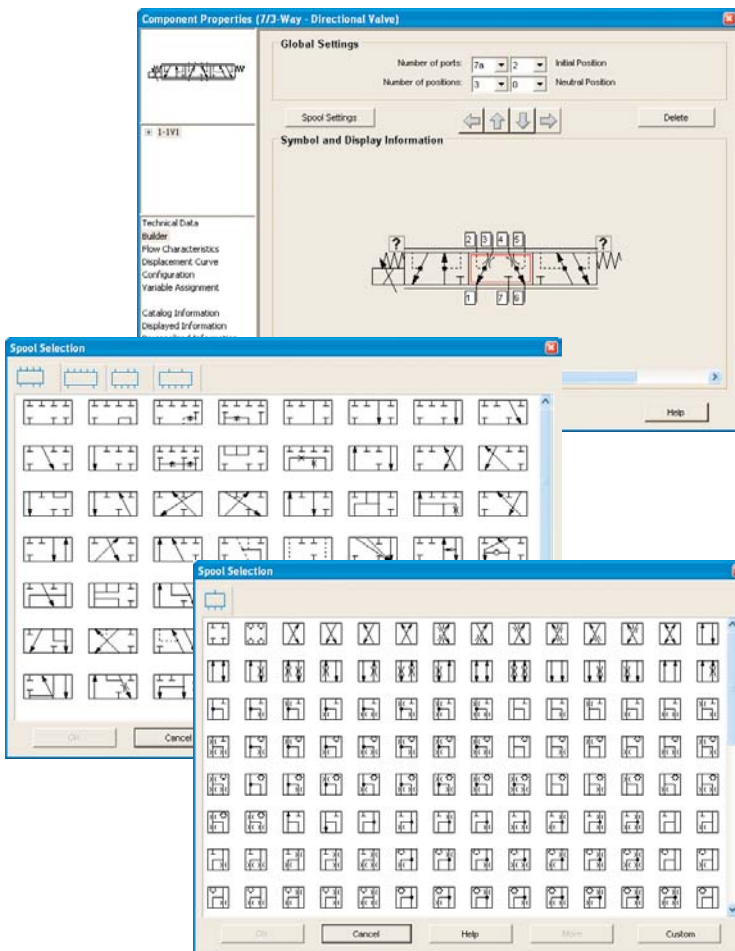 Component Properties (7/3-Way - Directional Valve)
Global Settings
Number of ports: 7a 2 Initial Position
Number of positions: 3 0 Neutral Position
Spool Settings
Delete
1-1V1
Symbol and Display Information
Technical Data
Builder
Flow Characteristics
Displacement Curve
Configuration
Variable Assignment
Catalog Information
Displayed Information
? 2 3 4 5 ?
1 7 6
Help
Spool Selection
OK Cancel
Spool Selection
OK Cancel Help More Custom